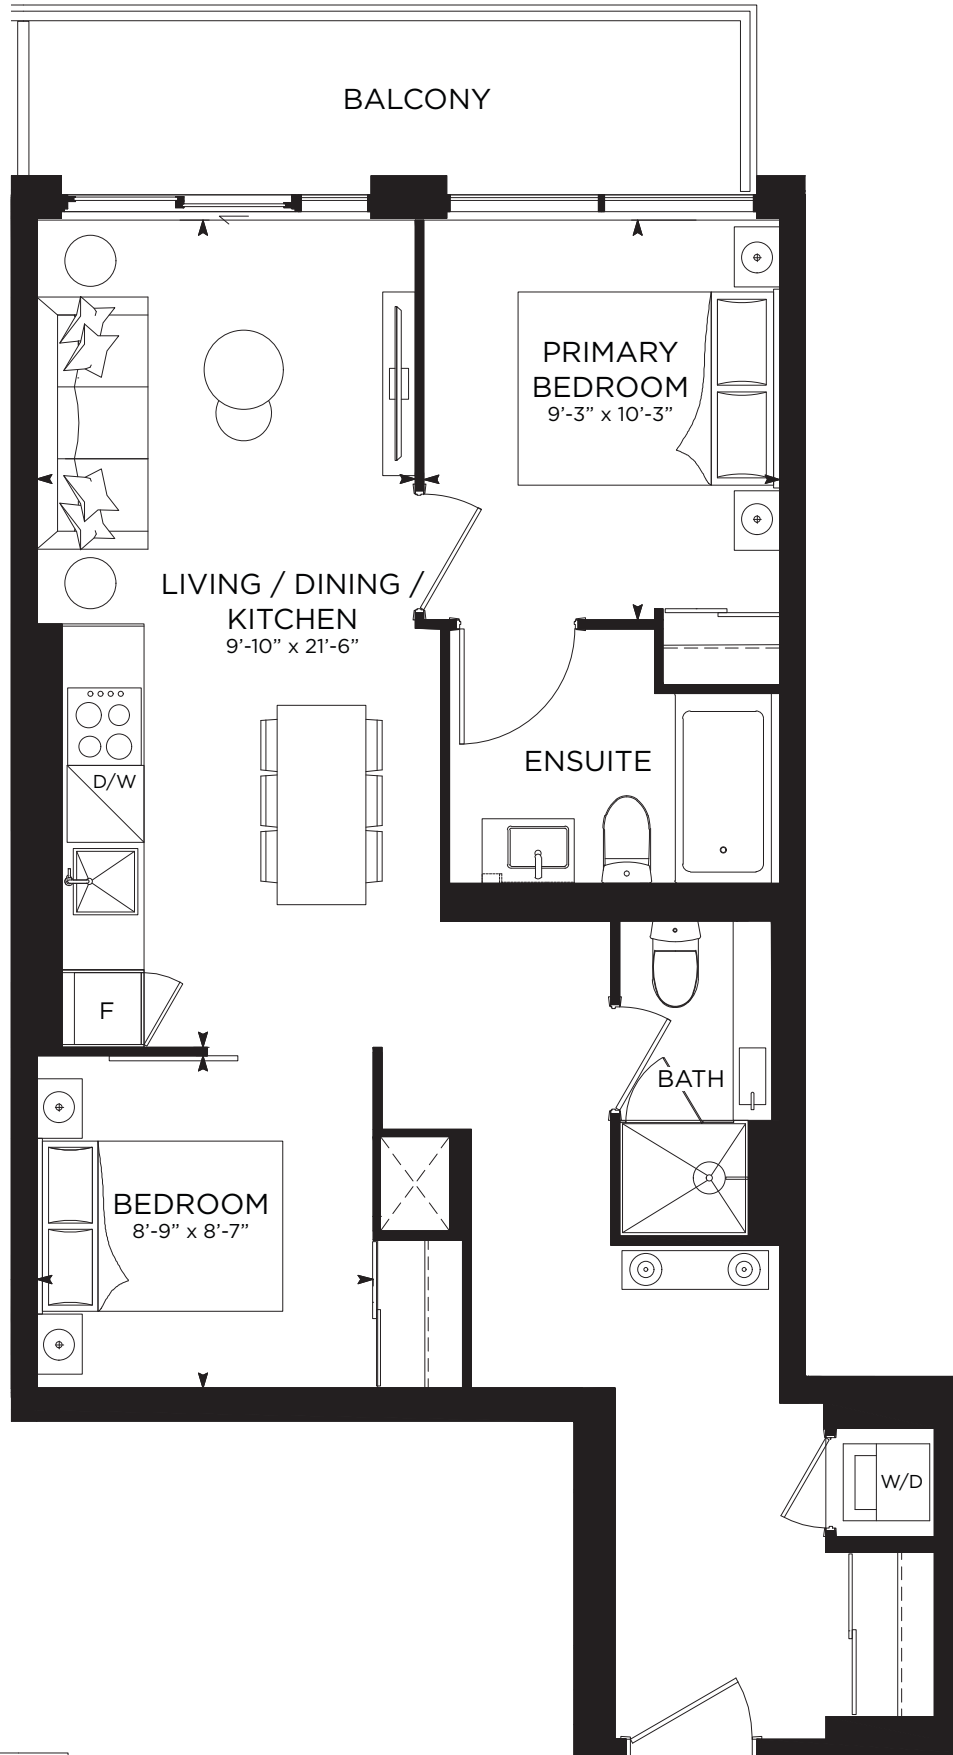 BALCONY
PRIMARY
BEDROOM
9’-3” x 10’-3”
LIVING / DINING /
KITCHEN
9’-10” x 21’-6”
ENSUITE
D/W
F
BATH
BEDROOM
8’-9” x 8’-7”
W/D